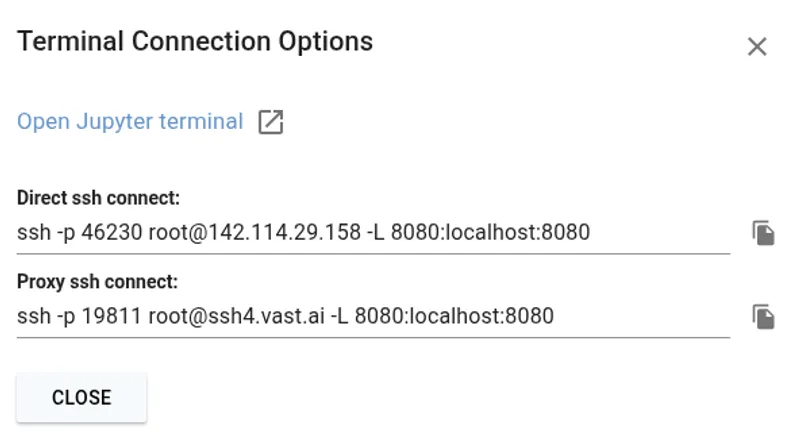 Terminal Connection Options
Open Jupyter terminal
Direct ssh connect:
ssh -p 46230 root@142.114.29.158 -L 8080:localhost:8080
Proxy ssh connect:
ssh -p 19811 root@ssh4.vast.ai -L 8080:localhost:8080
CLOSE